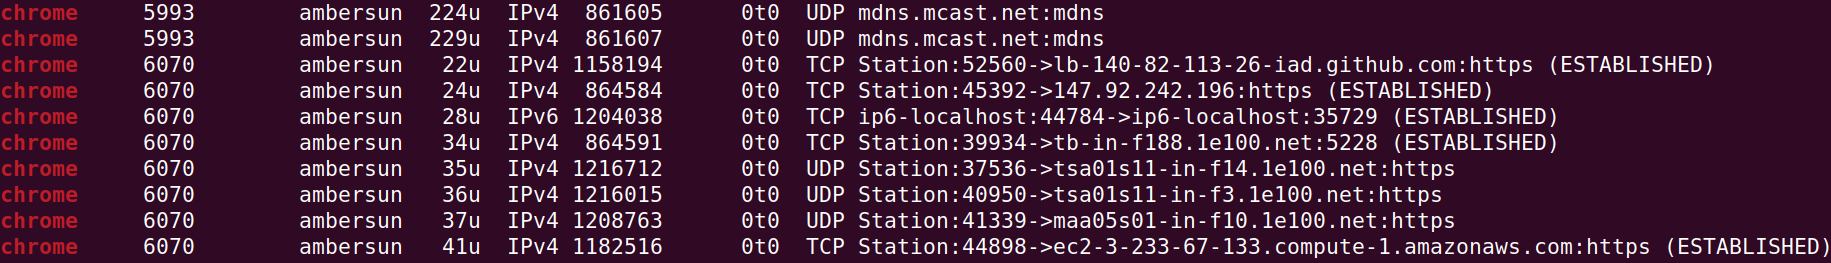 chrome 5993 ambersun 224u IPv4 861605 0t0 UDP mdns.mcast.net:mdns
chrome 5993 ambersun 229u IPv4 861607 0t0 UDP mdns.mcast.net:mdns
chrome 6070 ambersun 22u IPv4 1158194 0t0 TCP Station:52560->lb-140-82-113-26-iad.github.com:https (ESTABLISHED)
chrome 6070 ambersun 24u IPv4 864584 0t0 TCP Station:45392->147.92.242.196:https (ESTABLISHED)
chrome 6070 ambersun 28u IPv6 1204038 0t0 TCP ip6-localhost:44784->ip6-localhost:35729 (ESTABLISHED)
chrome 6070 ambersun 34u IPv4 864591 0t0 TCP Station:39934->tb-in-f188.1e100.net:5228 (ESTABLISHED)
chrome 6070 ambersun 35u IPv4 1216712 0t0 UDP Station:37536->tsa01s11-in-f14.1e100.net:https
chrome 6070 ambersun 36u IPv4 1216015 0t0 UDP Station:40950->tsa01s11-in-f3.1e100.net:https
chrome 6070 ambersun 37u IPv4 1208763 0t0 UDP Station:41339->maa05s01-in-f10.1e100.net:https
chrome 6070 ambersun 41u IPv4 1182516 0t0 TCP Station:44898->ec2-3-233-67-133.compute-1.amazonaws.com:https (ESTABLISHED)